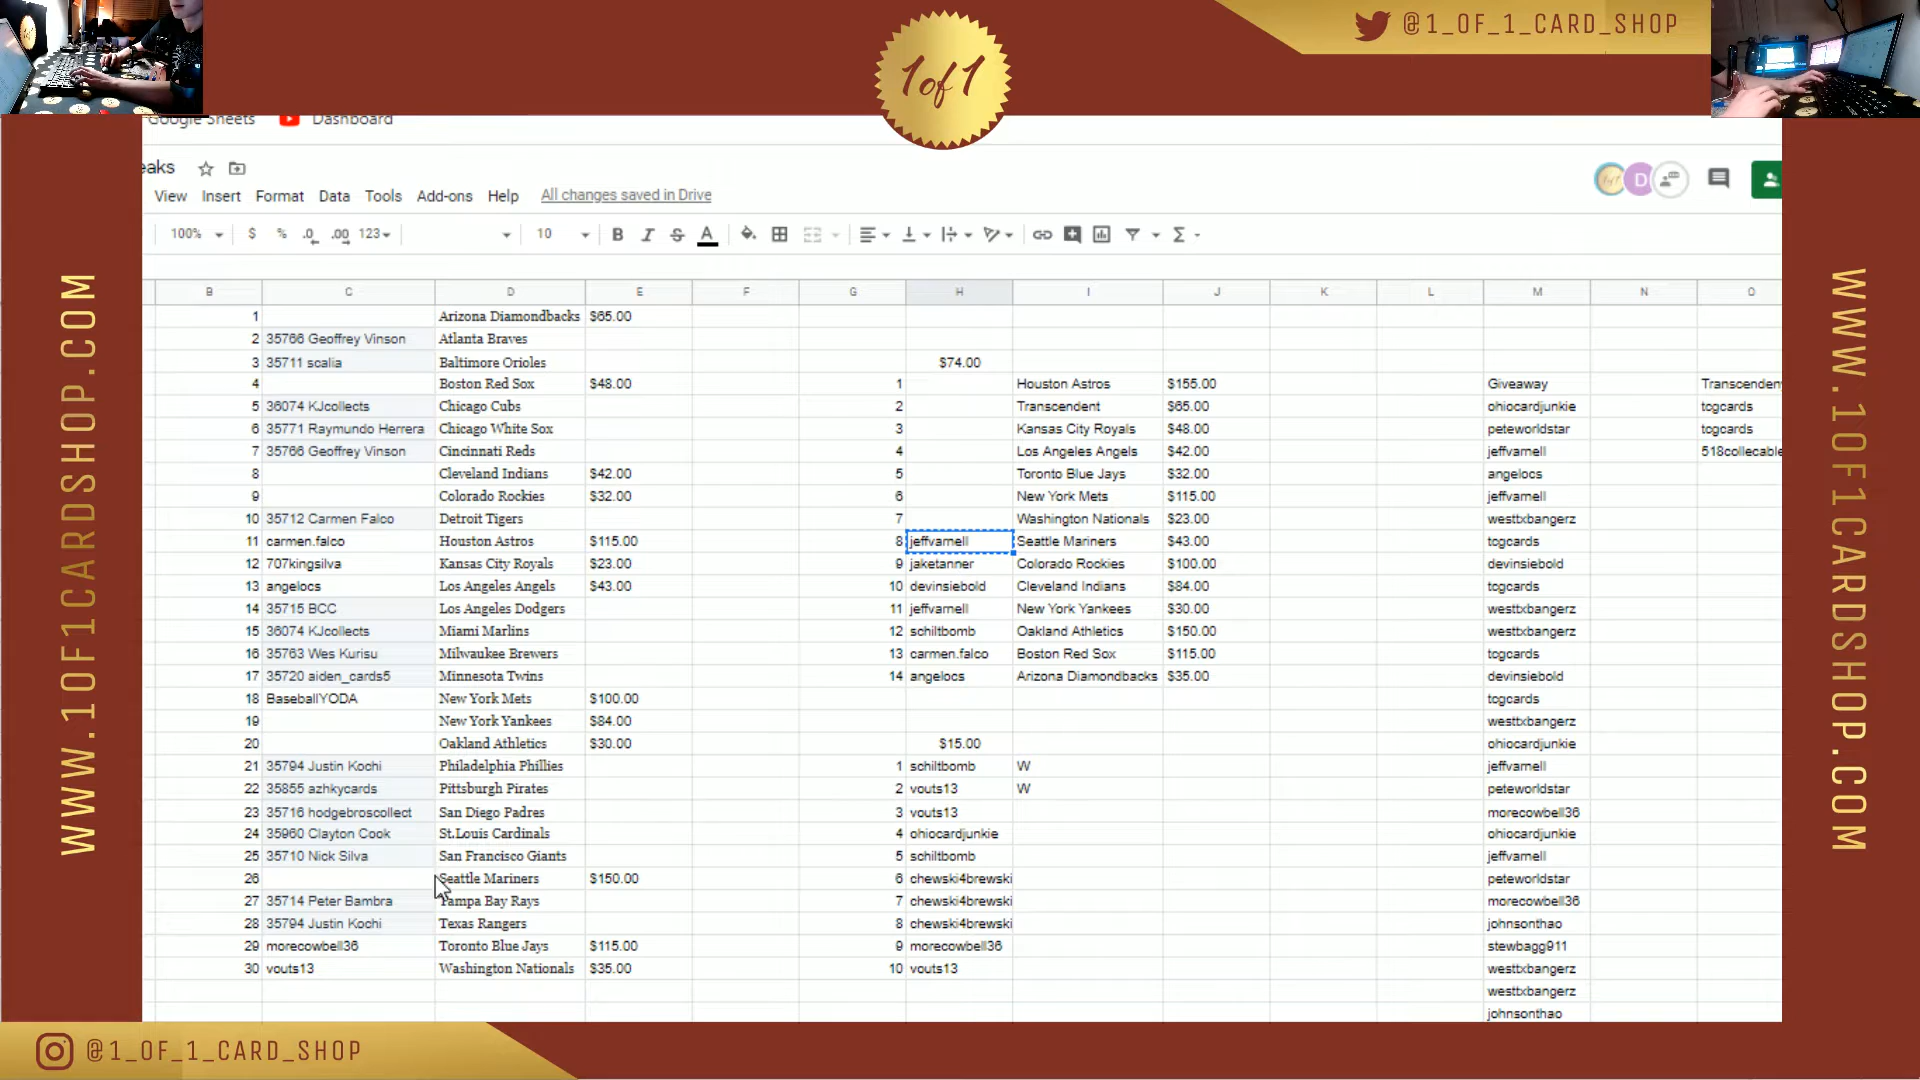 @1_OF_1_CARD_SHOP
1of1
Google Sheets Dashboard
eaks
View Insert Format Data Tools Add-ons Help All changes saved in Drive
D
100% $ % .0 .00 123 10 B I S A
B C D E F G H I J K L M N O
1 Arizona Diamondbacks $65.00
2 35766 Geoffrey Vinson Atlanta Braves
3 35711 scalia Baltimore Orioles $74.00
4 Boston Red Sox $48.00 1 Houston Astros $155.00 Giveaway Transcenden
5 36074 KJcollects Chicago Cubs 2 Transcendent $65.00 ohiocardjunkie tcgcards
6 35771 Raymundo Herrera Chicago White Sox 3 Kansas City Royals $48.00 peteworldstar tcgcards
7 35766 Geoffrey Vinson Cincinnati Reds 4 Los Angeles Angels $42.00 jeffvarnell 518collecable
8 Cleveland Indians $42.00 5 Toronto Blue Jays $32.00 angelocs
9 Colorado Rockies $32.00 6 New York Mets $115.00 jeffvarnell
10 35712 Carmen Falco Detroit Tigers 7 Washington Nationals $23.00 westtxbangerz
11 carmen.falco Houston Astros $115.00 8 jeffvarnell Seattle Mariners $43.00 tcgcards
12 707kingsilva Kansas City Royals $23.00 9 jaketanner Colorado Rockies $100.00 devinsiebold
13 angelocs Los Angeles Angels $43.00 10 devinsiebold Cleveland Indians $84.00 tcgcards
14 35715 BCC Los Angeles Dodgers 11 jeffvarnell New York Yankees $30.00 westtxbangerz
15 36074 KJcollects Miami Marlins 12 schiltbomb Oakland Athletics $150.00 westtxbangerz
16 35763 Wes Kurisu Milwaukee Brewers 13 carmen.falco Boston Red Sox $115.00 tcgcards
17 35720 aiden_cards5 Minnesota Twins 14 angelocs Arizona Diamondbacks $35.00 devinsiebold
18 BaseballYODA New York Mets $100.00 tcgcards
19 New York Yankees $84.00 westtxbangerz
20 Oakland Athletics $30.00 $15.00 ohiocardjunkie
21 35794 Justin Kochi Philadelphia Phillies 1 schiltbomb W jeffvarnell
22 35855 azhkycards Pittsburgh Pirates 2 vouts13 W peteworldstar
23 35716 hodgebroscollect San Diego Padres 3 vouts13 morecowbell36
24 35960 Clayton Cook St.Louis Cardinals 4 ohiocardjunkie ohiocardjunkie
25 35710 Nick Silva San Francisco Giants 5 schiltbomb jeffvarnell
26 Seattle Mariners $150.00 6 chewski4brewski peteworldstar
27 35714 Peter Bambra Tampa Bay Rays 7 chewski4brewski morecowbell36
28 35794 Justin Kochi Texas Rangers 8 chewski4brewski johnsonthao
29 morecowbell36 Toronto Blue Jays $115.00 9 morecowbell36 stewbagg911
30 vouts13 Washington Nationals $35.00 10 vouts13 westtxbangerz
westtxbangerz
johnsonthao
WWW.1OF1CARDSHOP.COM
WWW.1OF1CARDSHOP.COM
@1_OF_1_CARD_SHOP